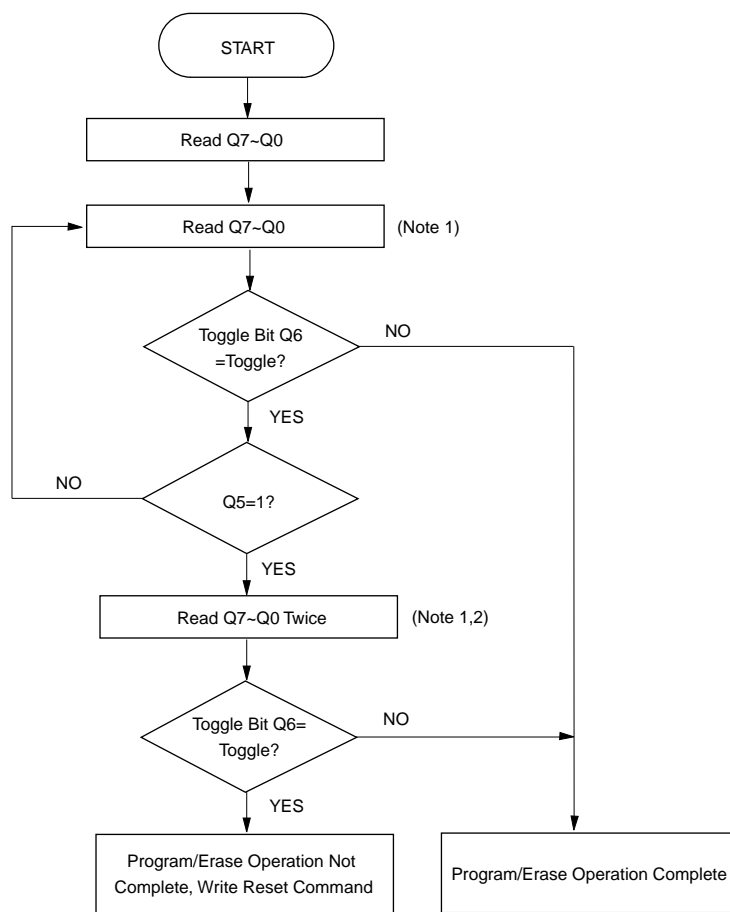 START
Read Q7~Q0
Read Q7~Q0
(Note 1)
Toggle Bit Q6
=Toggle?
NO
YES
NO
Q5=1?
YES
Read Q7~Q0 Twice
(Note 1,2)
Toggle Bit Q6=
Toggle?
NO
YES
Program/Erase Operation Not
Complete, Write Reset Command
Program/Erase Operation Complete